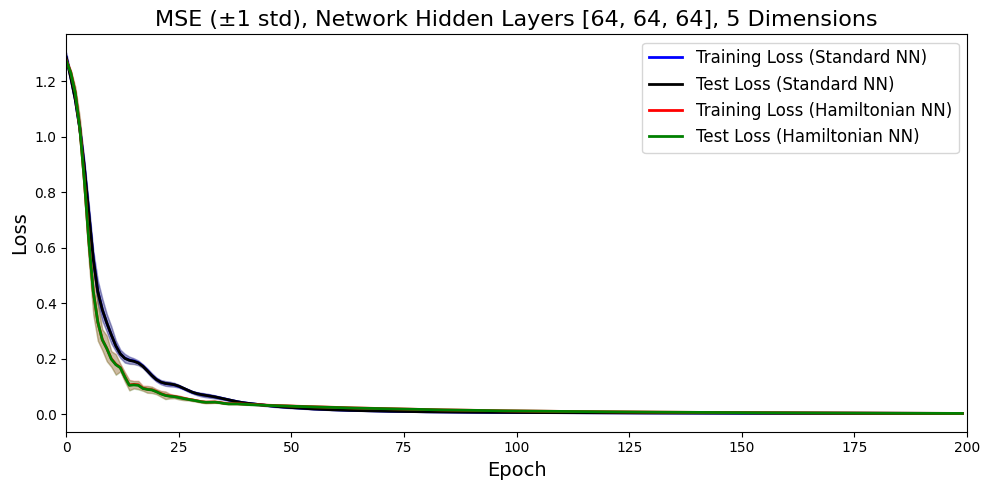 MSE (±1 std), Network Hidden Layers [64, 64, 64], 5 Dimensions
Training Loss (Standard NN)
Test Loss (Standard NN)
Training Loss (Hamiltonian NN)
Test Loss (Hamiltonian NN)
Loss
1.2
1.0
0.8
0.6
0.4
0.2
0.0
0 25 50 75 100 125 150 175 200
Epoch